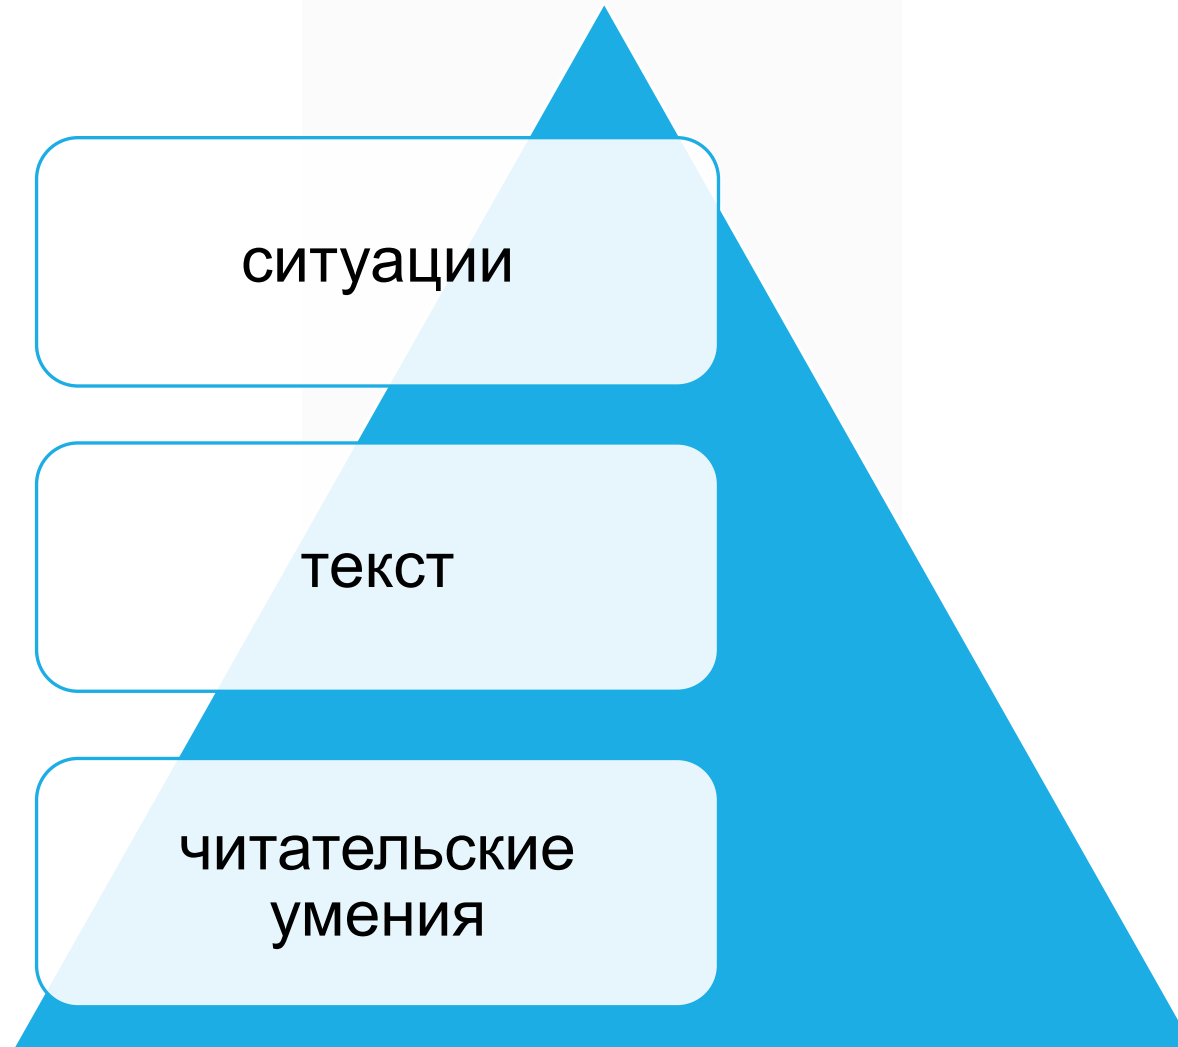 ситуации
текст
читательские
умения